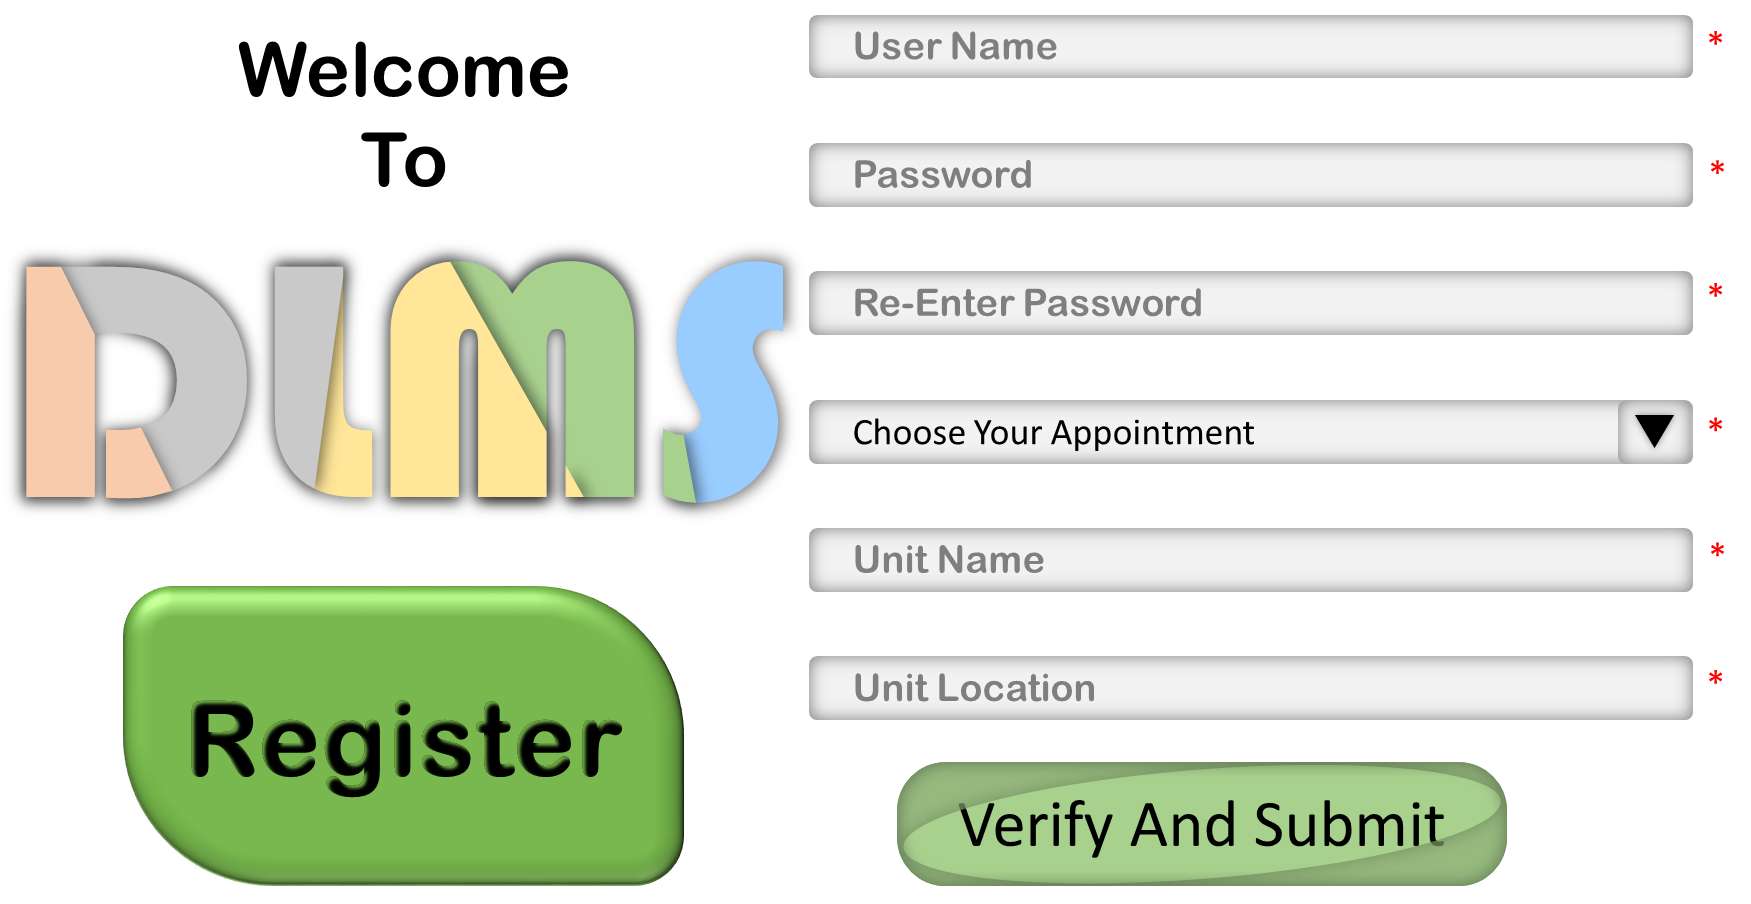 Welcome
To
DLMS
Register
User Name *
Password *
Re-Enter Password *
Choose Your Appointment *
Unit Name *
Unit Location *
Verify And Submit